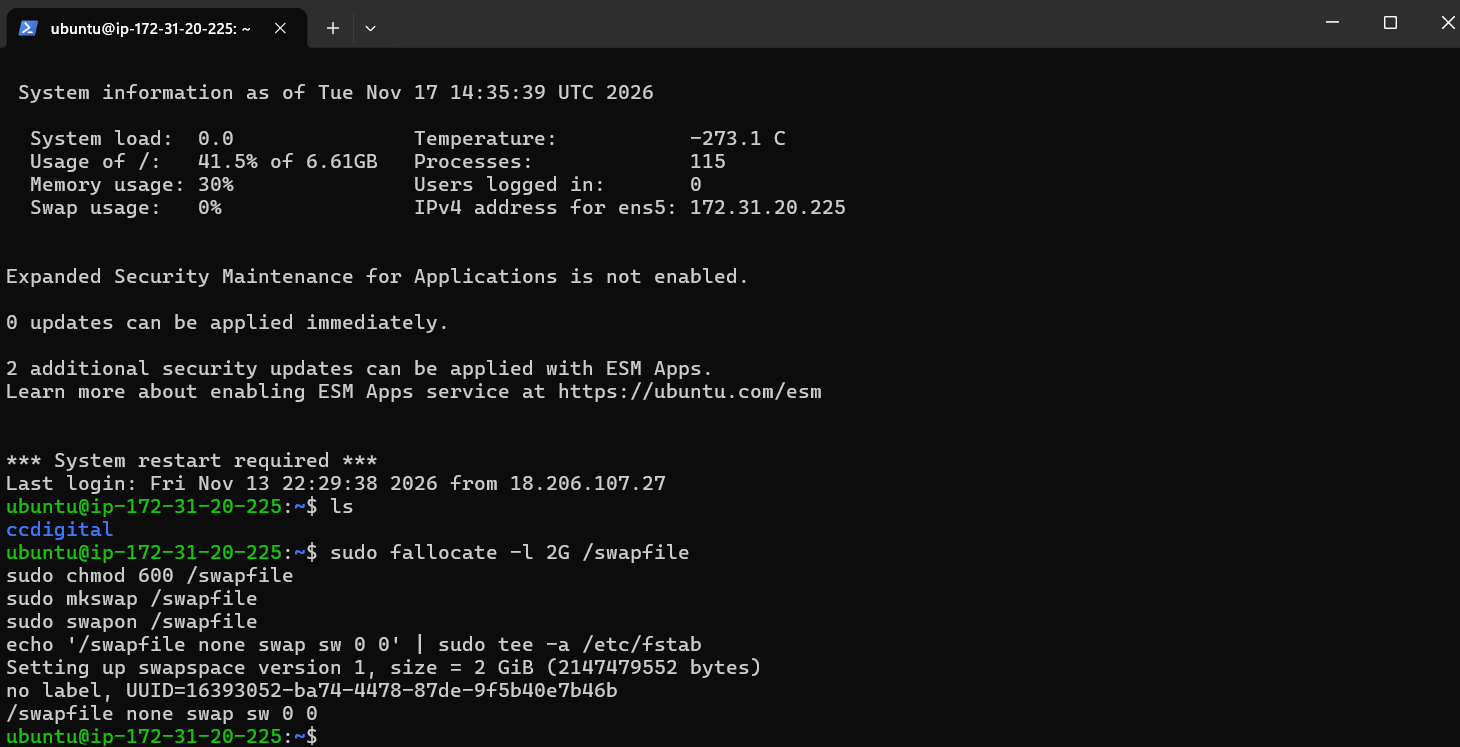 ubuntu@ip-172-31-20-225: ~
System information as of Tue Nov 17 14:35:39 UTC 2026
System load:  0.0               Temperature:           -273.1 C
Usage of /:   41.5% of 6.61GB   Processes:             115
Memory usage: 30%               Users logged in:       0
Swap usage:   0%                IPv4 address for ens5: 172.31.20.225
Expanded Security Maintenance for Applications is not enabled.
0 updates can be applied immediately.
2 additional security updates can be applied with ESM Apps.
Learn more about enabling ESM Apps service at https://ubuntu.com/esm
*** System restart required ***
Last login: Fri Nov 13 22:29:38 2026 from 18.206.107.27
ubuntu@ip-172-31-20-225:~$ ls
ccdigital
ubuntu@ip-172-31-20-225:~$ sudo fallocate -l 2G /swapfile
sudo chmod 600 /swapfile
sudo mkswap /swapfile
sudo swapon /swapfile
echo '/swapfile none swap sw 0 0' | sudo tee -a /etc/fstab
Setting up swapspace version 1, size = 2 GiB (2147479552 bytes)
no label, UUID=16393052-ba74-4478-87de-9f5b40e7b46b
/swapfile none swap sw 0 0
ubuntu@ip-172-31-20-225:~$